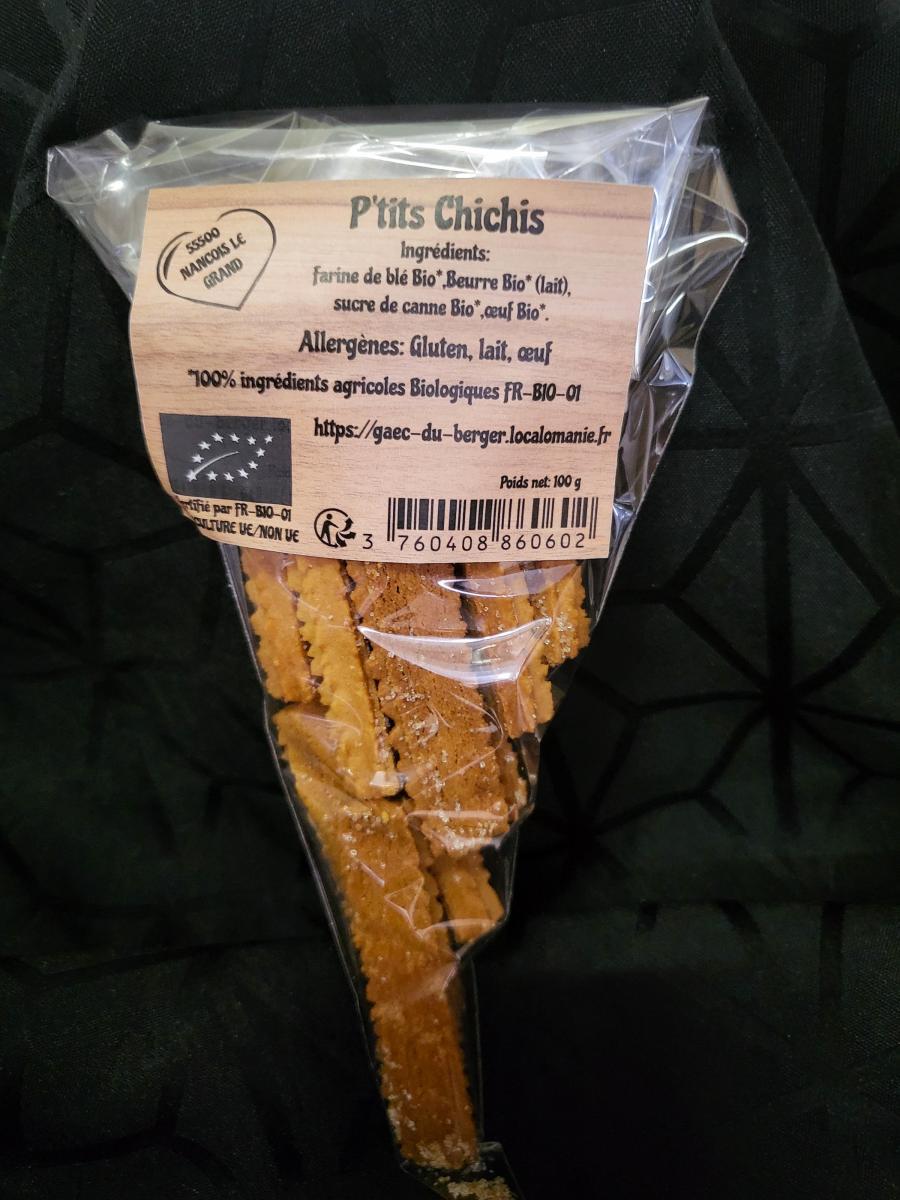 P'tits Chichis
55500
NANCOIS LE
GRAND
Ingrédients:
farine de blé Bio*,Beurre Bio* (lait),
sucre de canne Bio*,œuf Bio*.
Allergènes: Gluten, lait, œuf
*100% ingrédients agricoles Biologiques FR-BIO-01
https://gaec-du-berger.localomanie.fr
Poids net: 100 g
par FR-BIO-01
UE/NON UE
3 760408 860602